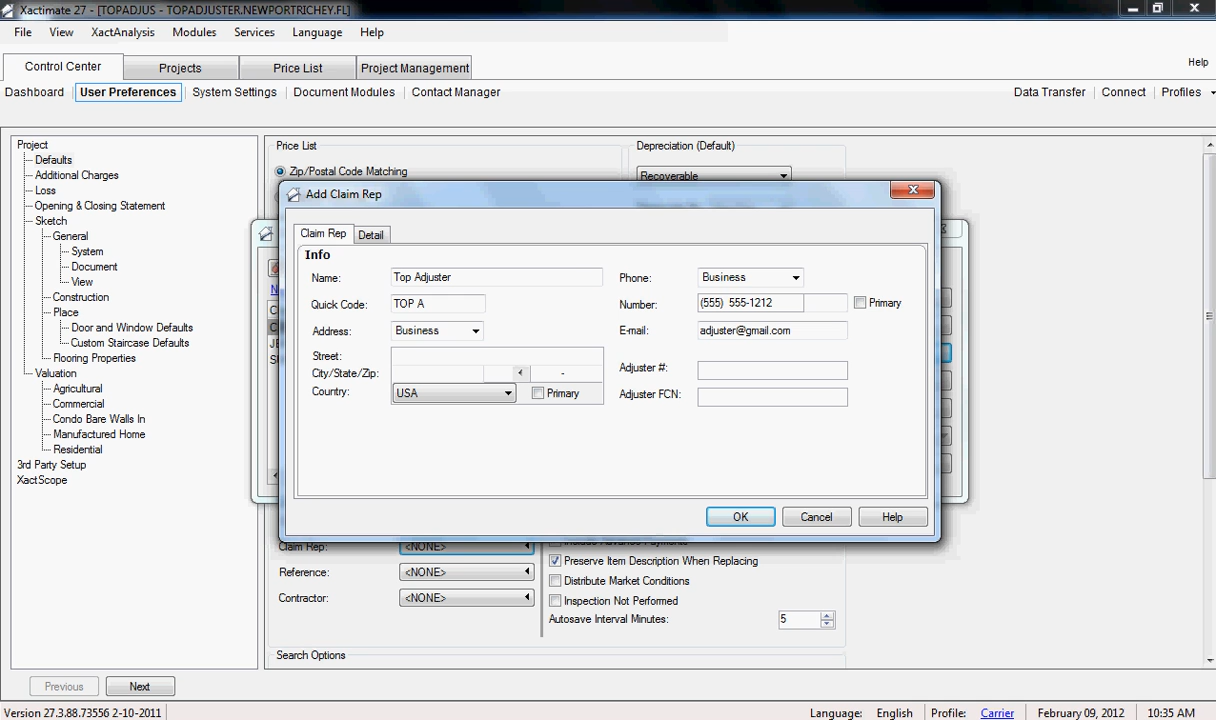 Xactimate 27 - [TOPADJUS - TOPADJUSTER.NEWPORTRICHEY.FL]
File View XactAnalysis Modules Services Language Help
Control Center Projects Price List Project Management Help
Dashboard User Preferences System Settings Document Modules Contact Manager Data Transfer Connect Profiles
Project
Defaults
Additional Charges
Loss
Opening & Closing Statement
Sketch
General
System
Document
View
Construction
Place
Door and Window Defaults
Custom Staircase Defaults
Flooring Properties
Valuation
Agricultural
Commercial
Condo Bare Walls In
Manufactured Home
Residential
3rd Party Setup
XactScope
Price List
Zip/Postal Code Matching
Depreciation (Default)
Recoverable
Add Claim Rep
Claim Rep Detail
Info
Name: Top Adjuster
Quick Code: TOP A
Address: Business
Street:
City/State/Zip: -
Country: USA Primary
Phone: Business
Number: (555) 555-1212 Primary
E-mail: adjuster@gmail.com
Adjuster #:
Adjuster FCN:
OK Cancel Help
Claim Rep: <NONE>
Reference: <NONE>
Contractor: <NONE>
Preserve Item Description When Replacing
Distribute Market Conditions
Inspection Not Performed
Autosave Interval Minutes: 5
Search Options
Previous Next
Version 27.3.88.73556 2-10-2011 Language: English Profile: Carrier February 09, 2012 10:35 AM